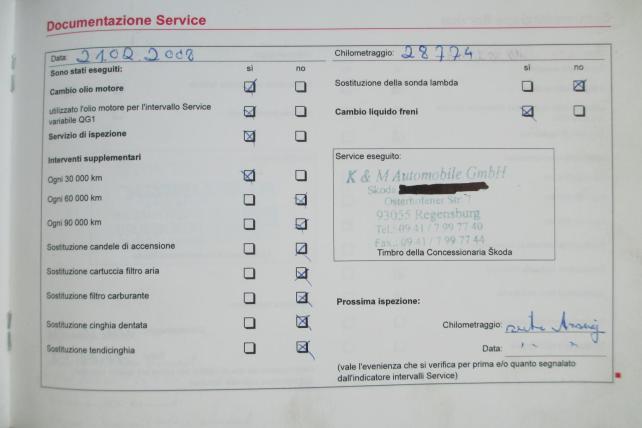 Documentazione Service
Data: 21.02.2008
Chilometraggio: 28774
Sono stati eseguiti:
sì no
Cambio olio motore
utilizzato l'olio motore per l'intervallo Service
variabile QG1
Servizio di ispezione
Interventi supplementari
Ogni 30 000 km
Ogni 60 000 km
Ogni 90 000 km
Sostituzione candele di accensione
Sostituzione cartuccia filtro aria
Sostituzione filtro carburante
Sostituzione cinghia dentata
Sostituzione tendicinghia
sì no
Sostituzione della sonda lambda
Cambio liquido freni
Service eseguito:
K & M Automobile GmbH
Skoda
Osterhofener Str. 7
93055 Regensburg
Tel.: 09 41 / 7 99 77 40
Fax.: 09 41 / 7 99 77 44
Timbro della Concessionaria Škoda
Prossima ispezione:
Chilometraggio: siehe Anzeige
Data: " "
(vale l'evenienza che si verifica per prima e/o quanto segnalato
dall'indicatore intervalli Service)